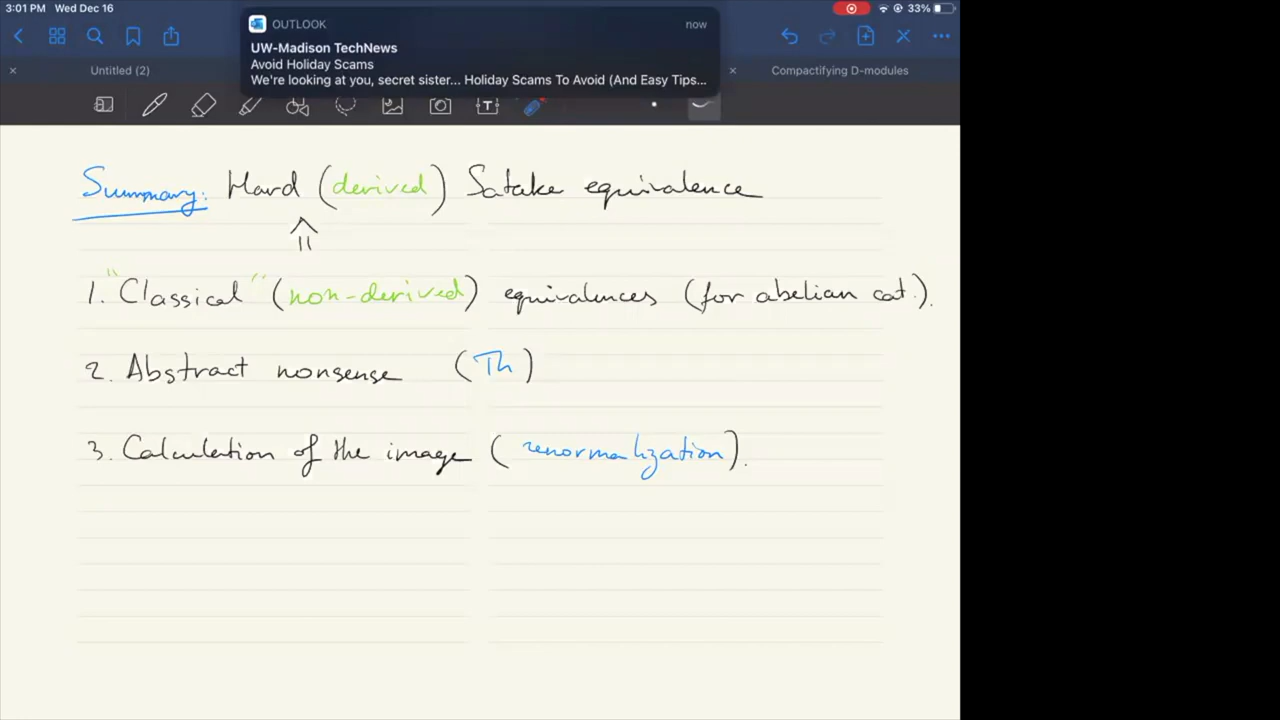 3:01 PM Wed Dec 16
33%
OUTLOOK
now
UW-Madison TechNews
Avoid Holiday Scams
We're looking at you, secret sister... Holiday Scams To Avoid (And Easy Tips...
Untitled (2)
Compactifying D-modules
Summary: Hard (derived) Satake equivalence
⇑
1. "Classical" (non-derived) equivalences (for abelian cat.).
2. Abstract nonsense (Th)
3. Calculation of the image (renormalization).